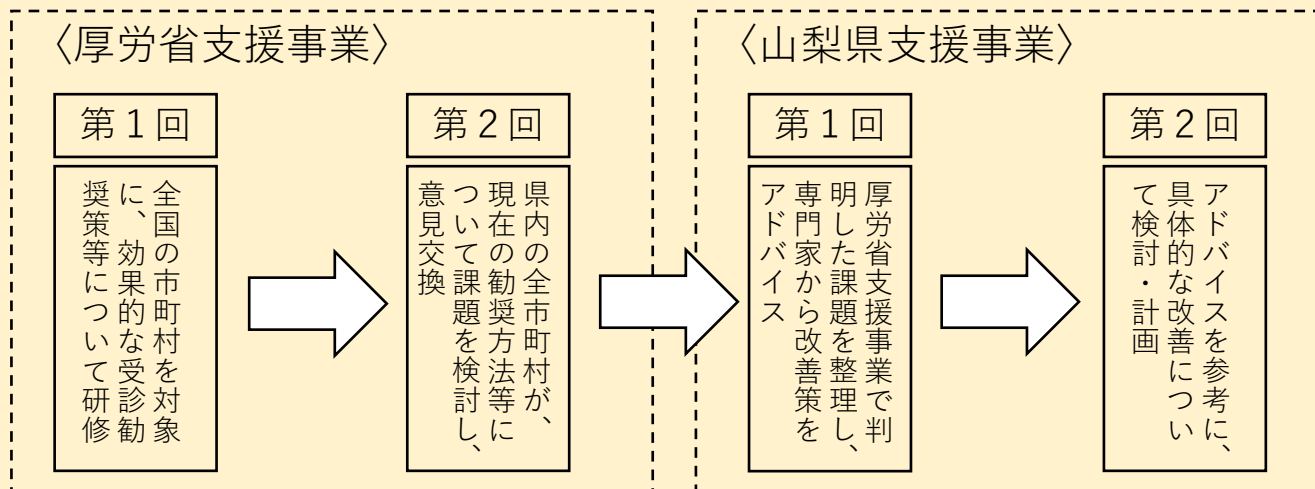 〈厚労省支援事業〉
第1回
全国の市町村を対象
に、効果的な受診勧
奨策等について研修
第2回
県内の全市町村が、
現在の勧奨方法等に
ついて課題を検討し、
意見交換
〈山梨県支援事業〉
第1回
厚労省支援事業で判
明した課題を整理し、
専門家から改善策を
アドバイス
第2回
アドバイスを参考に、
具体的な改善につい
て検討・計画